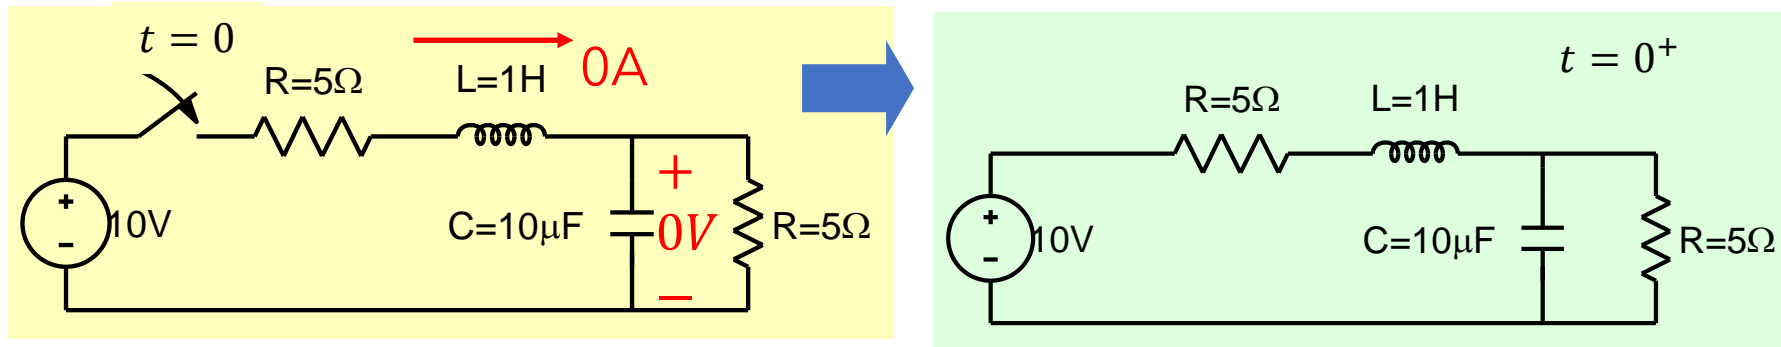 t = 0
0A
R=5Ω
L=1H
+
10V
C=10μF
0V
R=5Ω
+
−
−
t = 0⁺
R=5Ω
L=1H
+
10V
C=10μF
R=5Ω
−